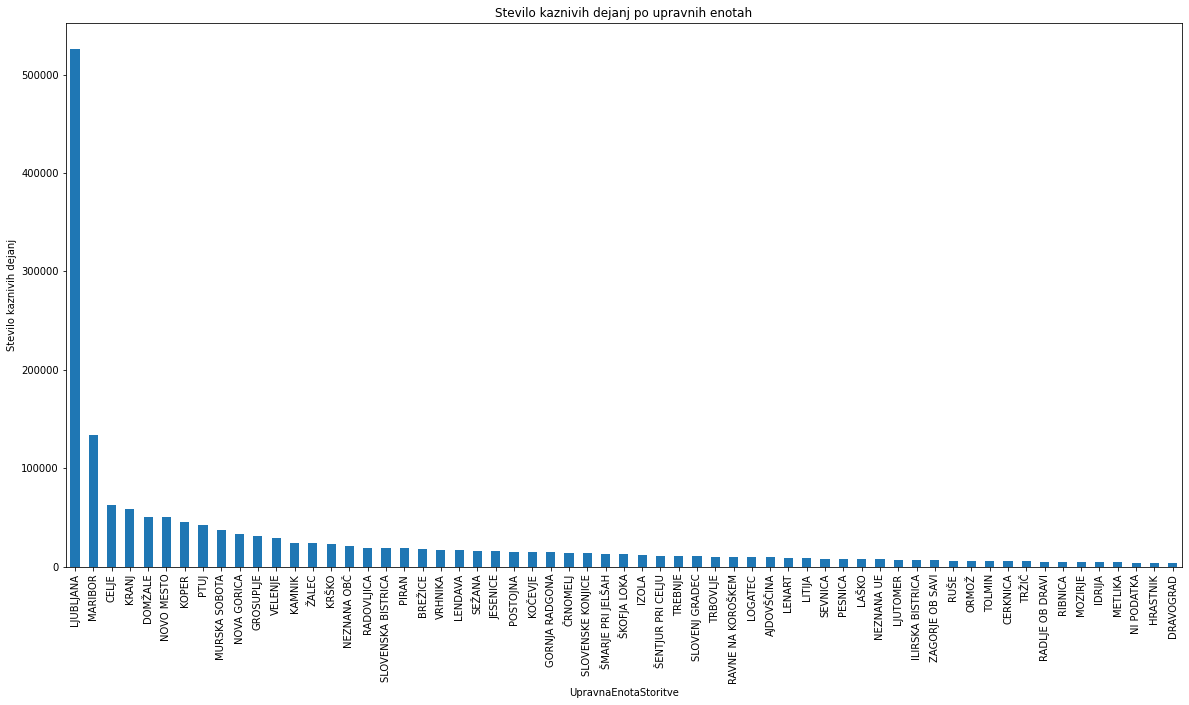 Stevilo kaznivih dejanj po upravnih enotah
Stevilo kaznivih dejanj
500000
400000
300000
200000
100000
0
LJUBLJANA
MARIBOR
CELJE
KRANJ
DOMŽALE
NOVO MESTO
KOPER
PTUJ
MURSKA SOBOTA
NOVA GORICA
GROSUPLJE
VELENJE
KAMNIK
ŽALEC
KRŠKO
NEZNANA OBČ
RADOVLJICA
SLOVENSKA BISTRICA
PIRAN
BREŽICE
VRHNIKA
LENDAVA
SEŽANA
JESENICE
POSTOJNA
KOČEVJE
GORNJA RADGONA
ČRNOMELJ
SLOVENSKE KONJICE
ŠMARJE PRI JELŠAH
ŠKOFJA LOKA
IZOLA
ŠENTJUR PRI CELJU
TREBNJE
SLOVENJ GRADEC
TRBOVLJE
RAVNE NA KOROŠKEM
LOGATEC
AJDOVŠČINA
LENART
LITIJA
SEVNICA
PESNICA
LAŠKO
NEZNANA UE
LJUTOMER
ILIRSKA BISTRICA
ZAGORJE OB SAVI
RUŠE
ORMOŽ
TOLMIN
CERKNICA
TRŽIČ
RADLJE OB DRAVI
RIBNICA
MOZIRJE
IDRIJA
METLIKA
NI PODATKA
HRASTNIK
DRAVOGRAD
UpravnaEnotaStoritve